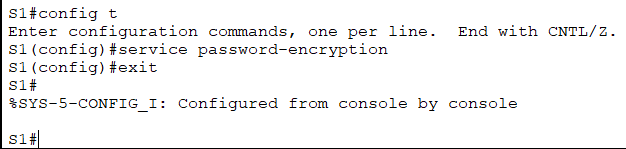 S1#config t
Enter configuration commands, one per line.  End with CNTL/Z.
S1(config)#service password-encryption
S1(config)#exit
S1#
%SYS-5-CONFIG_I: Configured from console by console
S1#